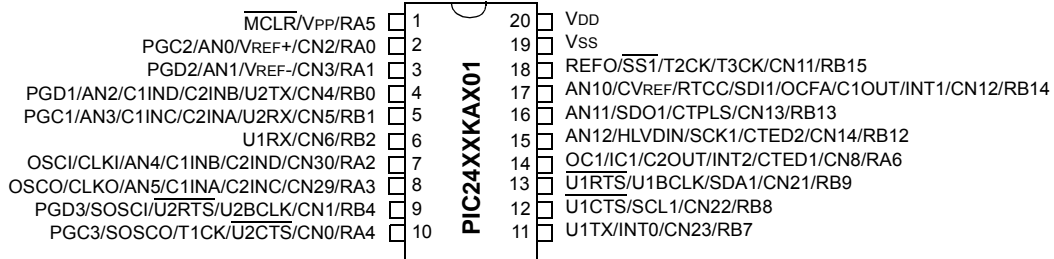 MCLR/VPP/RA5 1 20 VDD
PGC2/AN0/VREF+/CN2/RA0 2 19 VSS
PGD2/AN1/VREF-/CN3/RA1 3 18 REFO/SS1/T2CK/T3CK/CN11/RB15
PGD1/AN2/C1IND/C2INB/U2TX/CN4/RB0 4 17 AN10/CVREF/RTCC/SDI1/OCFA/C1OUT/INT1/CN12/RB14
PGC1/AN3/C1INC/C2INA/U2RX/CN5/RB1 5 16 AN11/SDO1/CTPLS/CN13/RB13
U1RX/CN6/RB2 6 15 AN12/HLVDIN/SCK1/CTED2/CN14/RB12
OSCI/CLKI/AN4/C1INB/C2IND/CN30/RA2 7 14 OC1/IC1/C2OUT/INT2/CTED1/CN8/RA6
OSCO/CLKO/AN5/C1INA/C2INC/CN29/RA3 8 13 U1RTS/U1BCLK/SDA1/CN21/RB9
PGD3/SOSCI/U2RTS/U2BCLK/CN1/RB4 9 12 U1CTS/SCL1/CN22/RB8
PGC3/SOSCO/T1CK/U2CTS/CN0/RA4 10 11 U1TX/INT0/CN23/RB7
PIC24XXKAX01